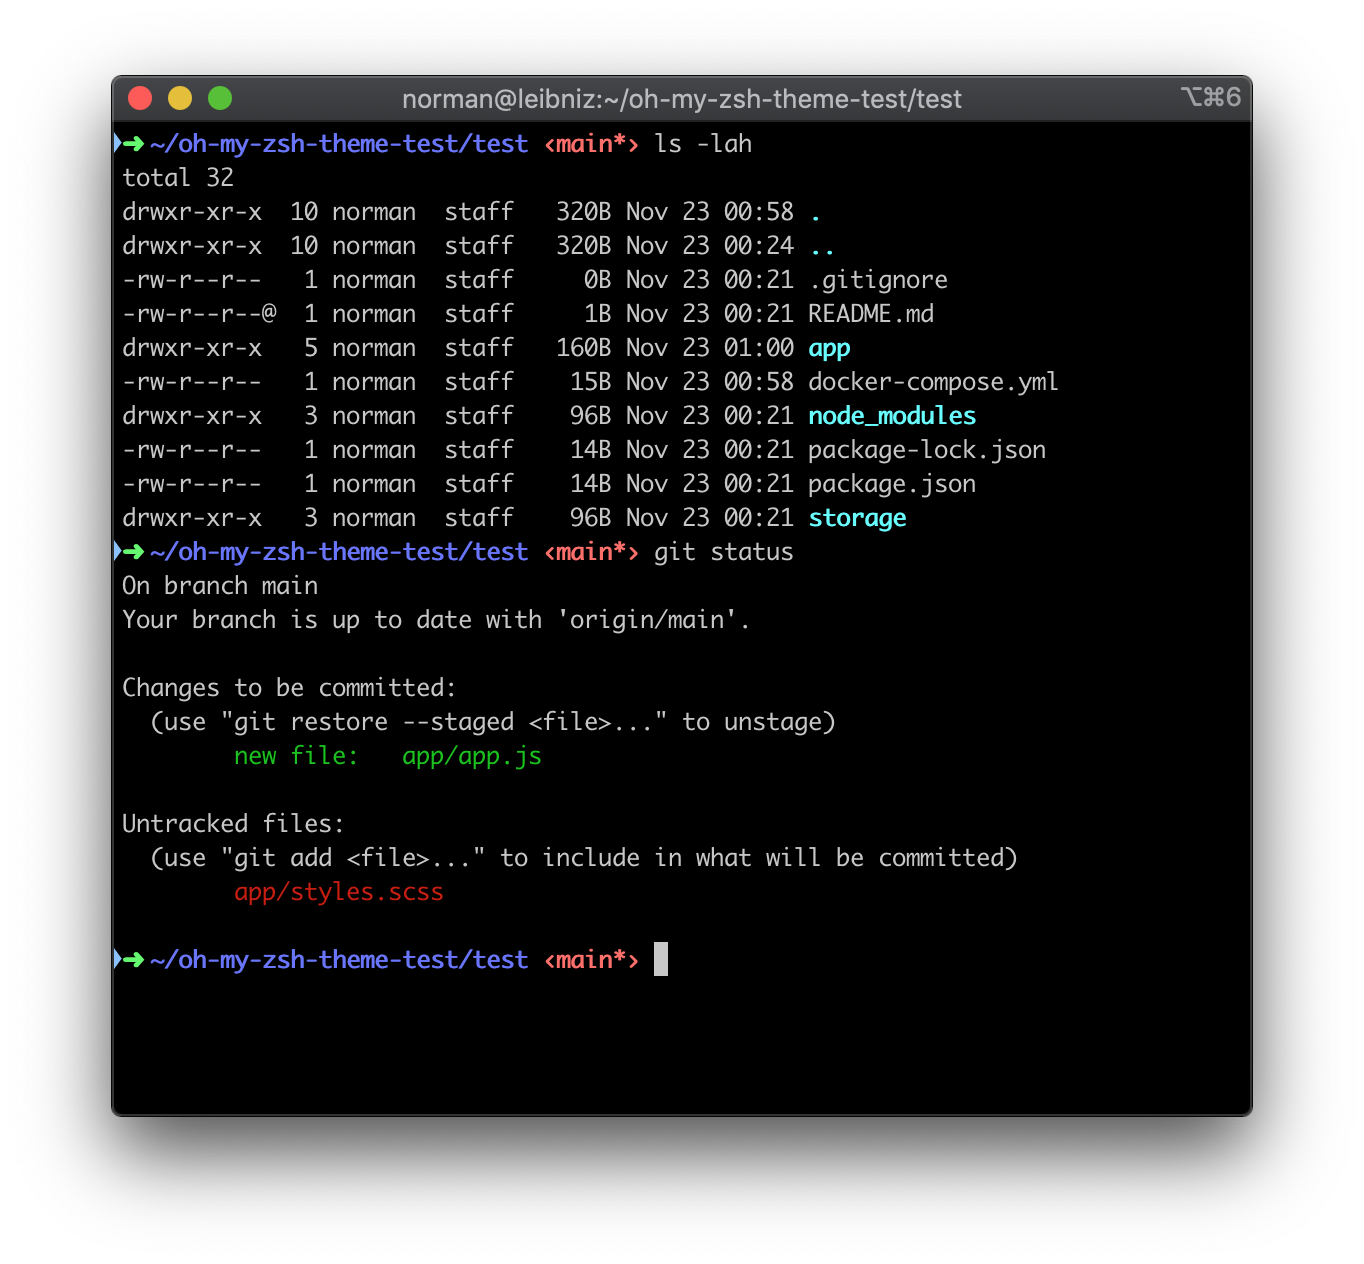 norman@leibniz:~/oh-my-zsh-theme-test/test ⌥⌘6
➜ ~/oh-my-zsh-theme-test/test ‹main*› ls -lah
total 32
drwxr-xr-x  10 norman  staff   320B Nov 23 00:58 .
drwxr-xr-x  10 norman  staff   320B Nov 23 00:24 ..
-rw-r--r--   1 norman  staff     0B Nov 23 00:21 .gitignore
-rw-r--r--@  1 norman  staff     1B Nov 23 00:21 README.md
drwxr-xr-x   5 norman  staff   160B Nov 23 01:00 app
-rw-r--r--   1 norman  staff    15B Nov 23 00:58 docker-compose.yml
drwxr-xr-x   3 norman  staff    96B Nov 23 00:21 node_modules
-rw-r--r--   1 norman  staff    14B Nov 23 00:21 package-lock.json
-rw-r--r--   1 norman  staff    14B Nov 23 00:21 package.json
drwxr-xr-x   3 norman  staff    96B Nov 23 00:21 storage
➜ ~/oh-my-zsh-theme-test/test ‹main*› git status
On branch main
Your branch is up to date with 'origin/main'.
Changes to be committed:
  (use "git restore --staged <file>..." to unstage)
        new file:   app/app.js
Untracked files:
  (use "git add <file>..." to include in what will be committed)
        app/styles.scss
➜ ~/oh-my-zsh-theme-test/test ‹main*›